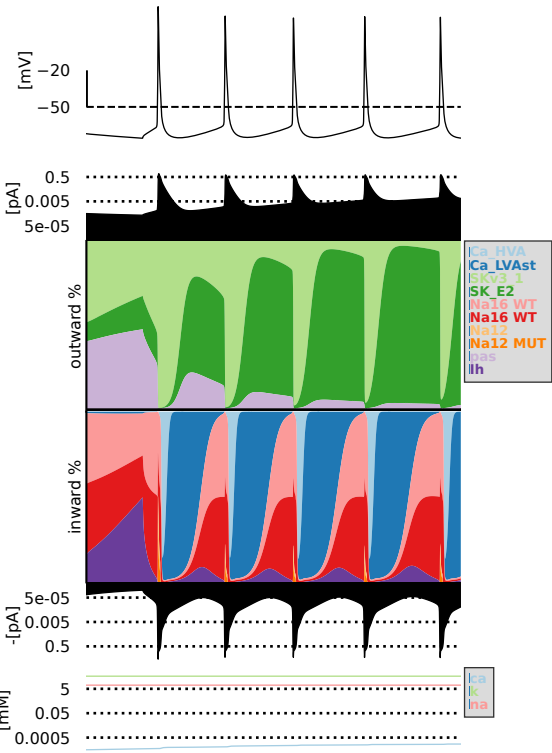 [mV]
−20
−50
[pA]
0.5
0.005
5e-05
outward %
Ca_HVA
Ca_LVAst
SKv3_1
SK_E2
Na16 WT
Na16 WT
Na12
Na12 MUT
pas
Ih
inward %
-[pA]
5e-05
0.005
0.5
[mM]
5
0.05
0.0005
ca
k
na